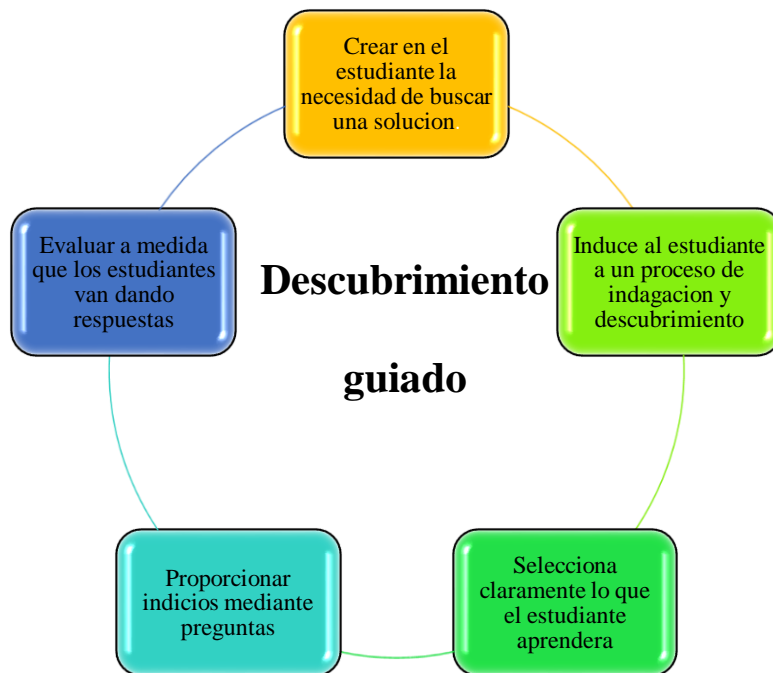 Crear en el
estudiante la
necesidad de buscar
una solucion.
Induce al estudiante
a un proceso de
indagacion y
descubrimiento
Selecciona
claramente lo que
el estudiante
aprendera
Proporcionar
indicios mediante
preguntas
Evaluar a medida
que los estudiantes
van dando
respuestas
Descubrimiento
guiado